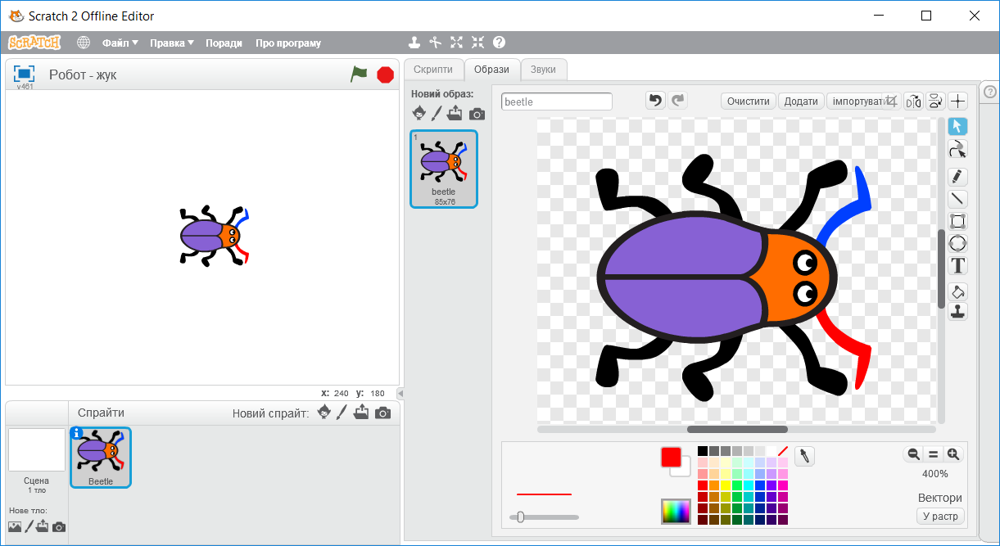 Scratch 2 Offline Editor
SCRATCH
Файл
Правка
Поради
Про програму
v461
Робот - жук
Скрипти
Образи
Звуки
Новий образ:
1
beetle
85x76
beetle
Очистити
Додати
імпортувати
T
x: 240 y: 180
Спрайти
Новий спрайт:
Сцена
1 тло
Нове тло:
Beetle
400%
Вектори
У растр